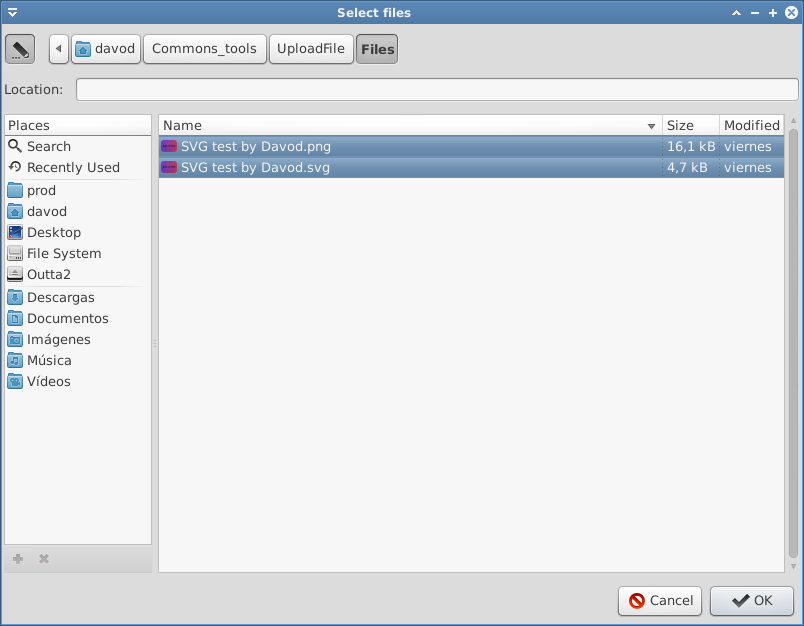 Select files
davod Commons_tools UploadFile Files
Location:
Places
Search
Recently Used
prod
davod
Desktop
File System
Outta2
Descargas
Documentos
Imágenes
Música
Vídeos
Name Size Modified
SVG test by Davod.png 16,1 kB viernes
SVG test by Davod.svg 4,7 kB viernes
Cancel OK